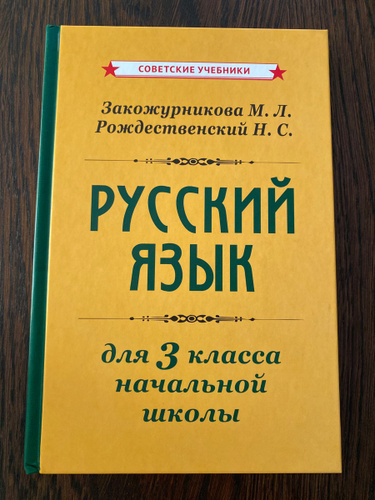 СОВЕТСКИЕ УЧЕБНИКИ
Закожурникова М. Л.
Рождественский Н. С.
РУССКИЙ
ЯЗЫК
для 3 класса
начальной
школы